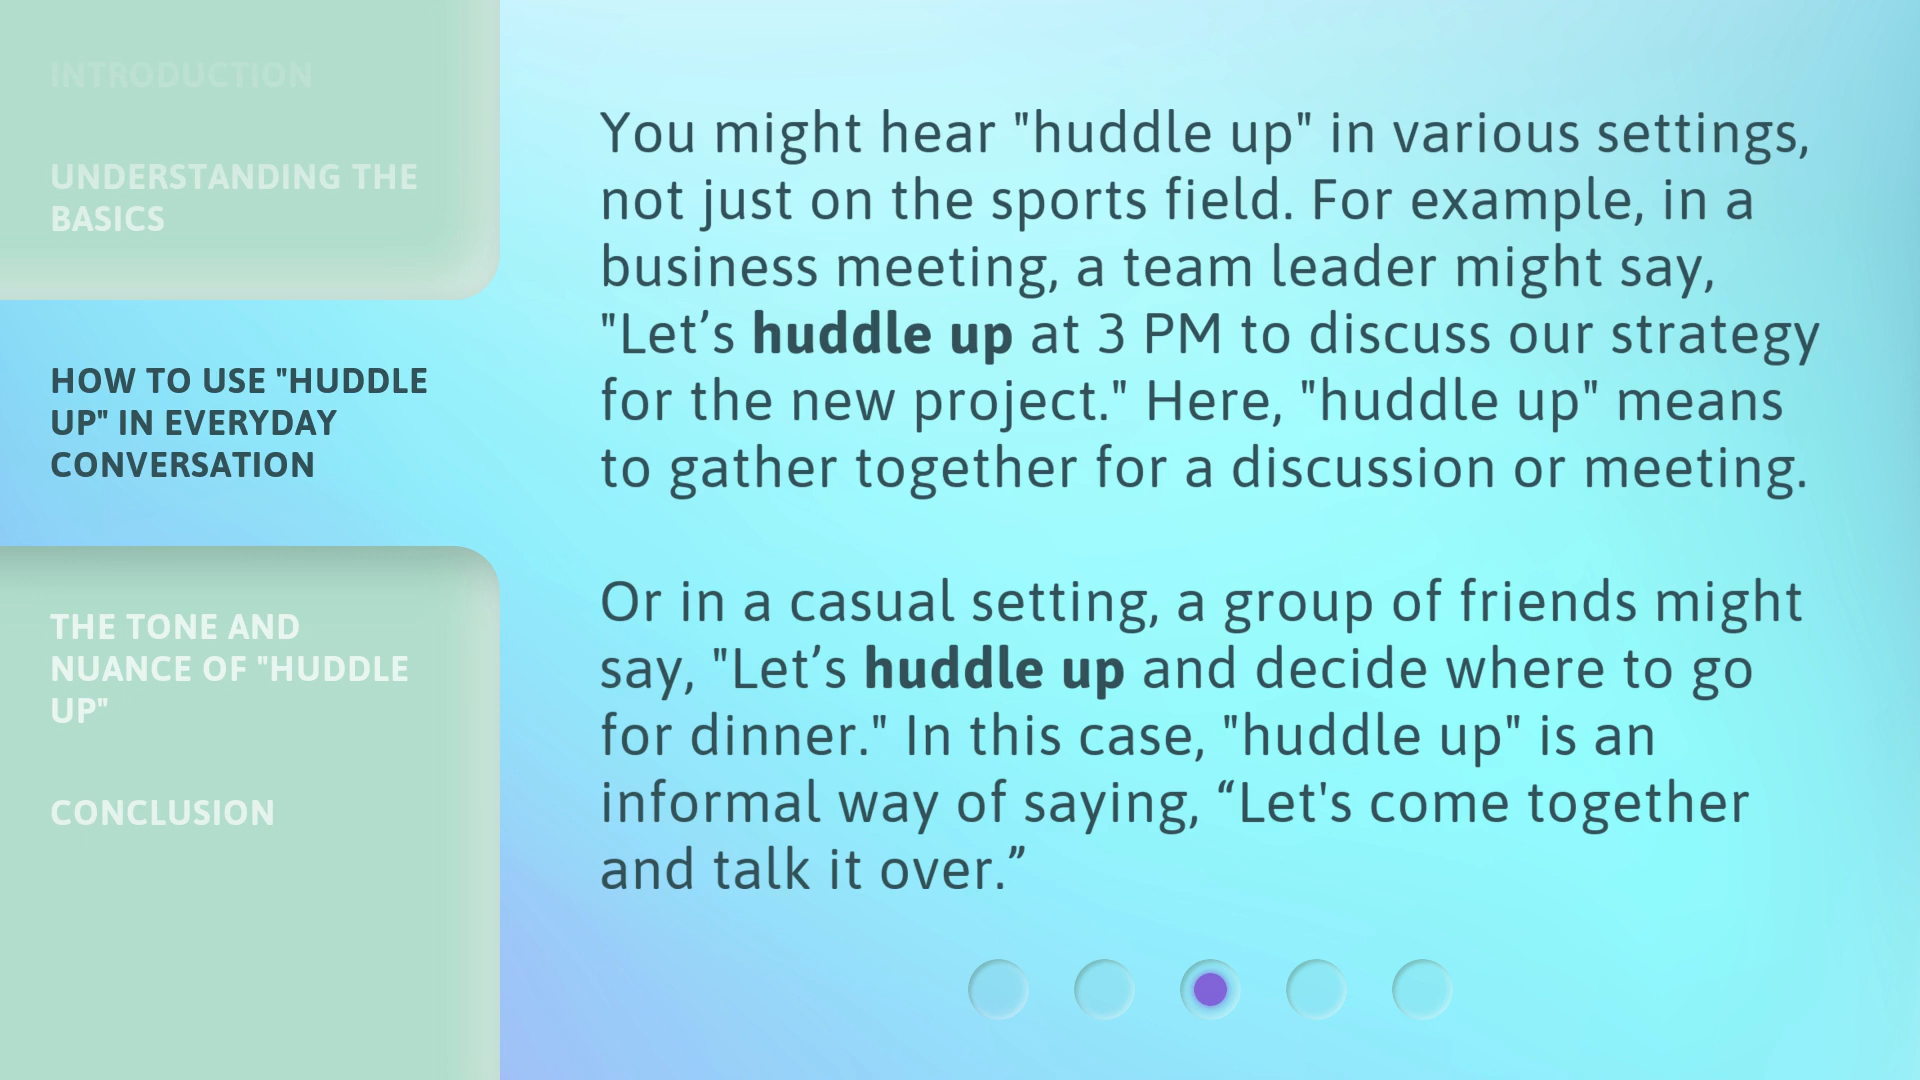 INTRODUCTION
UNDERSTANDING THE
BASICS
HOW TO USE "HUDDLE
UP" IN EVERYDAY
CONVERSATION
THE TONE AND
NUANCE OF "HUDDLE
UP"
CONCLUSION
You might hear "huddle up" in various settings,
not just on the sports field. For example, in a
business meeting, a team leader might say,
"Let’s huddle up at 3 PM to discuss our strategy
for the new project." Here, "huddle up" means
to gather together for a discussion or meeting.
Or in a casual setting, a group of friends might
say, "Let’s huddle up and decide where to go
for dinner." In this case, "huddle up" is an
informal way of saying, “Let's come together
and talk it over.”